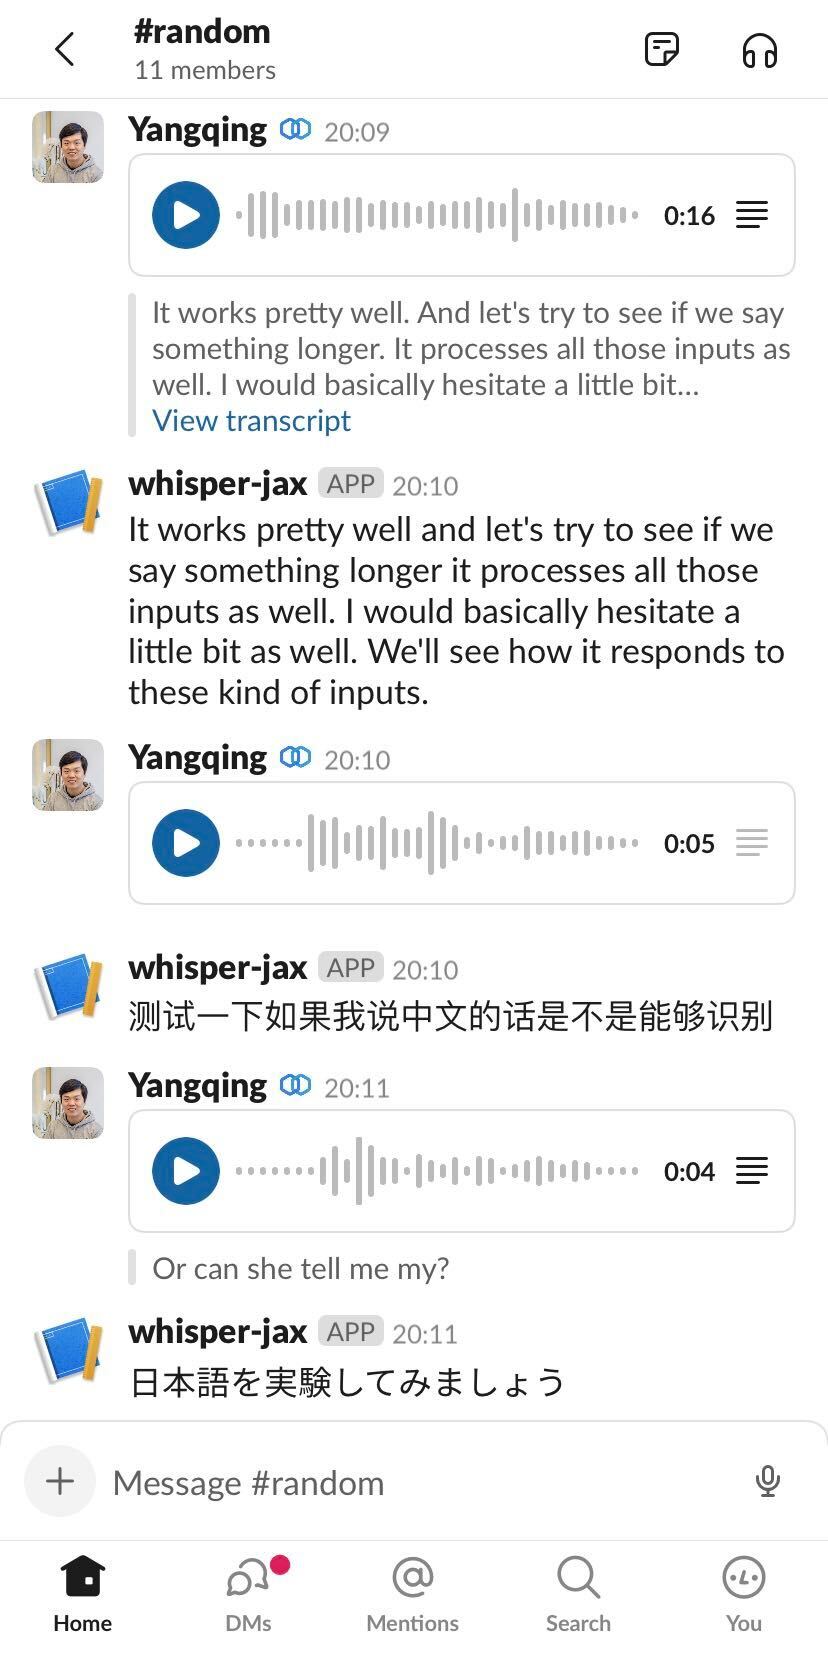 #random
11 members
Yangqing 20:09
0:16
It works pretty well. And let's try to see if we say
something longer. It processes all those inputs as
well. I would basically hesitate a little bit...
View transcript
whisper-jax APP 20:10
It works pretty well and let's try to see if we
say something longer it processes all those
inputs as well. I would basically hesitate a
little bit as well. We'll see how it responds to
these kind of inputs.
Yangqing 20:10
0:05
whisper-jax APP 20:10
测试一下如果我说中文的话是不是能够识别
Yangqing 20:11
0:04
Or can she tell me my?
whisper-jax APP 20:11
日本語を実験してみましょう
Message #random
Home
DMs
Mentions
Search
You